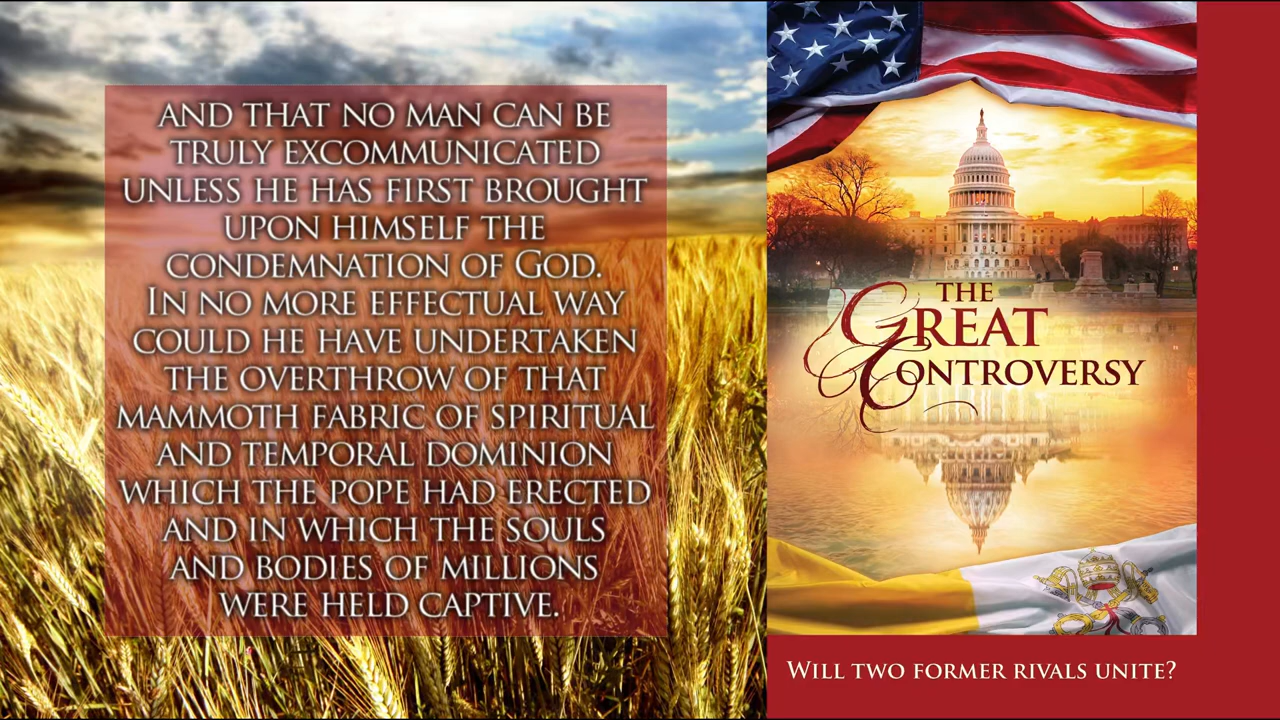 AND THAT NO MAN CAN BE
TRULY EXCOMMUNICATED
UNLESS HE HAS FIRST BROUGHT
UPON HIMSELF THE
CONDEMNATION OF GOD.
IN NO MORE EFFECTUAL WAY
COULD HE HAVE UNDERTAKEN
THE OVERTHROW OF THAT
MAMMOTH FABRIC OF SPIRITUAL
AND TEMPORAL DOMINION
WHICH THE POPE HAD ERECTED
AND IN WHICH THE SOULS
AND BODIES OF MILLIONS
WERE HELD CAPTIVE.
THE
GREAT
CONTROVERSY
WILL TWO FORMER RIVALS UNITE?